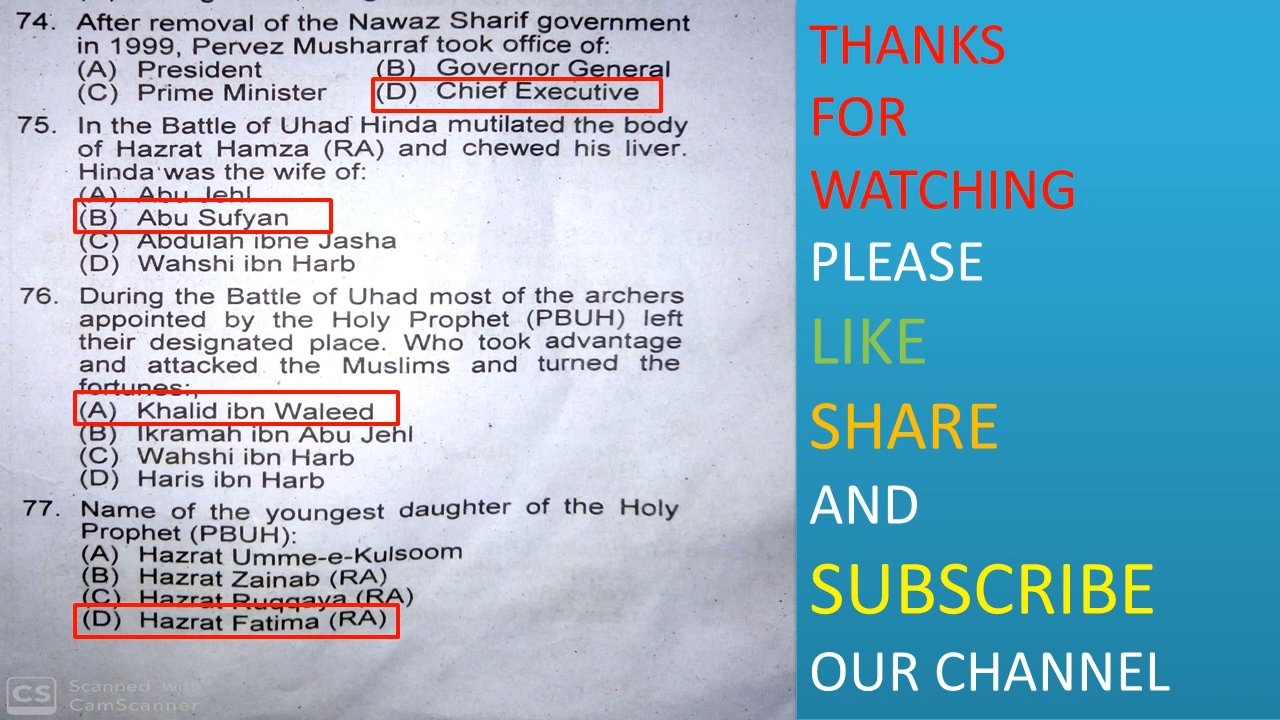 74. After removal of the Nawaz Sharif government
in 1999, Pervez Musharraf took office of:
(A) President (B) Governor General
(C) Prime Minister (D) Chief Executive
75. In the Battle of Uhad Hinda mutilated the body
of Hazrat Hamza (RA) and chewed his liver.
Hinda was the wife of:
(A) Abu Jehl
(B) Abu Sufyan
(C) Abdulah ibne Jasha
(D) Wahshi ibn Harb
76. During the Battle of Uhad most of the archers
appointed by the Holy Prophet (PBUH) left
their designated place. Who took advantage
and attacked the Muslims and turned the
fortunes:
(A) Khalid ibn Waleed
(B) Ikramah ibn Abu Jehl
(C) Wahshi ibn Harb
(D) Haris ibn Harb
77. Name of the youngest daughter of the Holy
Prophet (PBUH):
(A) Hazrat Umme-e-Kulsoom
(B) Hazrat Zainab (RA)
(C) Hazrat Ruqqaya (RA)
(D) Hazrat Fatima (RA)
CS Scanned with
CamScanner
THANKS
FOR
WATCHING
PLEASE
LIKE
SHARE
AND
SUBSCRIBE
OUR CHANNEL